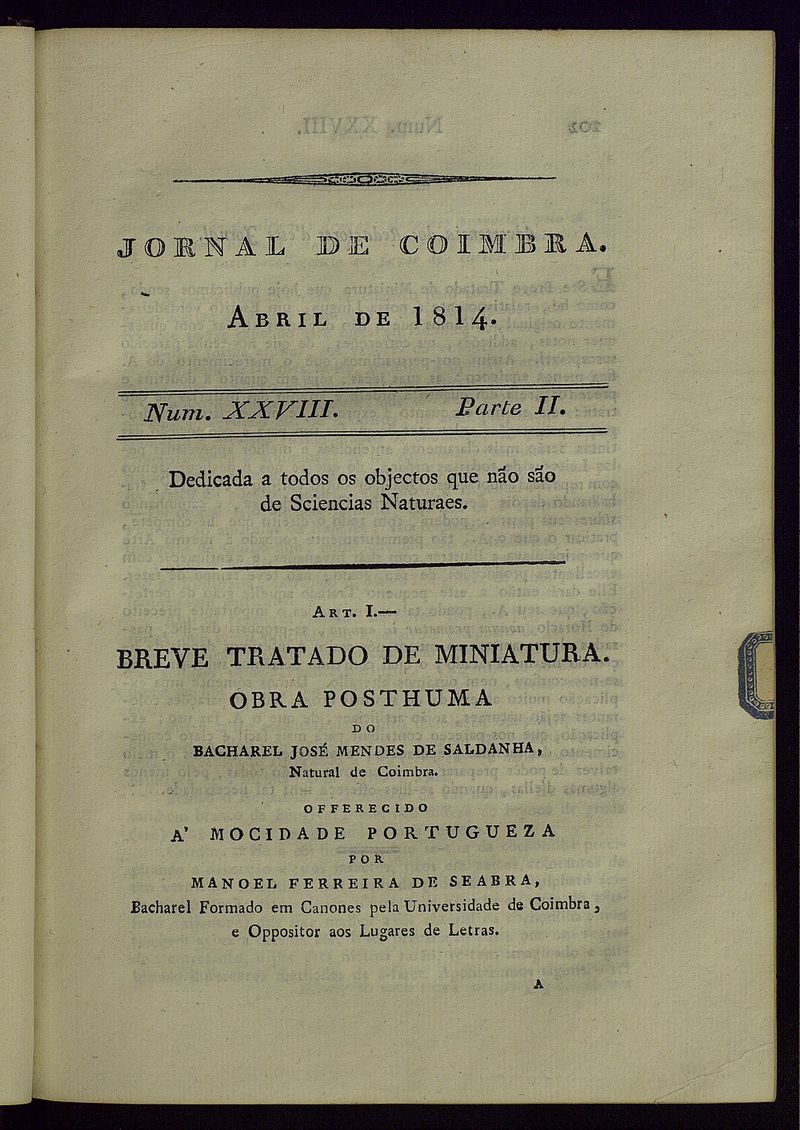 JORNAL DE COIMBRA.
ABRIL DE 1814.
Num. XXVIII. Parte II.
Dedicada a todos os objectos que não são
de Sciencias Naturaes.
ART. I.—
BREVE TRATADO DE MINIATURA.
OBRA POSTHUMA
DO
BACHAREL JOSÉ MENDES DE SALDANHA,
Natural de Coimbra.
OFFERECIDO
A' MOCIDADE PORTUGUEZA
POR
MANOEL FERREIRA DE SEABRA,
Bacharel Formado em Canones pela Universidade de Coimbra,
e Oppositor aos Lugares de Letras.
A